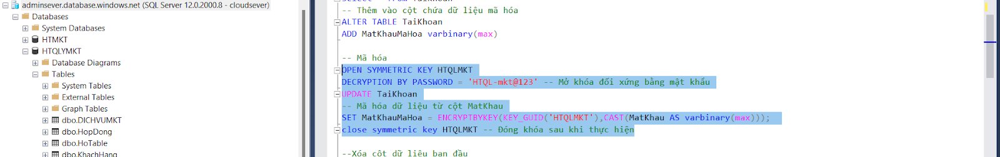 adminsever.database.windows.net (SQL Server 12.0.2000.8 - cloudsever)
Databases
System Databases
HTMKT
HTQLYMKT
Database Diagrams
Tables
System Tables
External Tables
Graph Tables
dbo.DICHVUMKT
dbo.HopDong
dbo.HoTable
dbo.KhachHang
-- Thêm vào cột chứa dữ liệu mã hóa
ALTER TABLE TaiKhoan
ADD MatKhauMaHoa varbinary(max)
-- Mã hóa
OPEN SYMMETRIC KEY HTQLMKT
DECRYPTION BY PASSWORD = 'HTQL-mkt@123' -- Mở khóa đối xứng bằng mật khẩu
UPDATE TaiKhoan
-- Mã hóa dữ liệu từ cột MatKhau
SET MatKhauMaHoa = ENCRYPTBYKEY(KEY_GUID('HTQLMKT'),CAST(MatKhau AS varbinary(max)));
close symmetric key HTQLMKT -- Đóng khóa sau khi thực hiện
--Xóa cột dữ liệu ban đầu